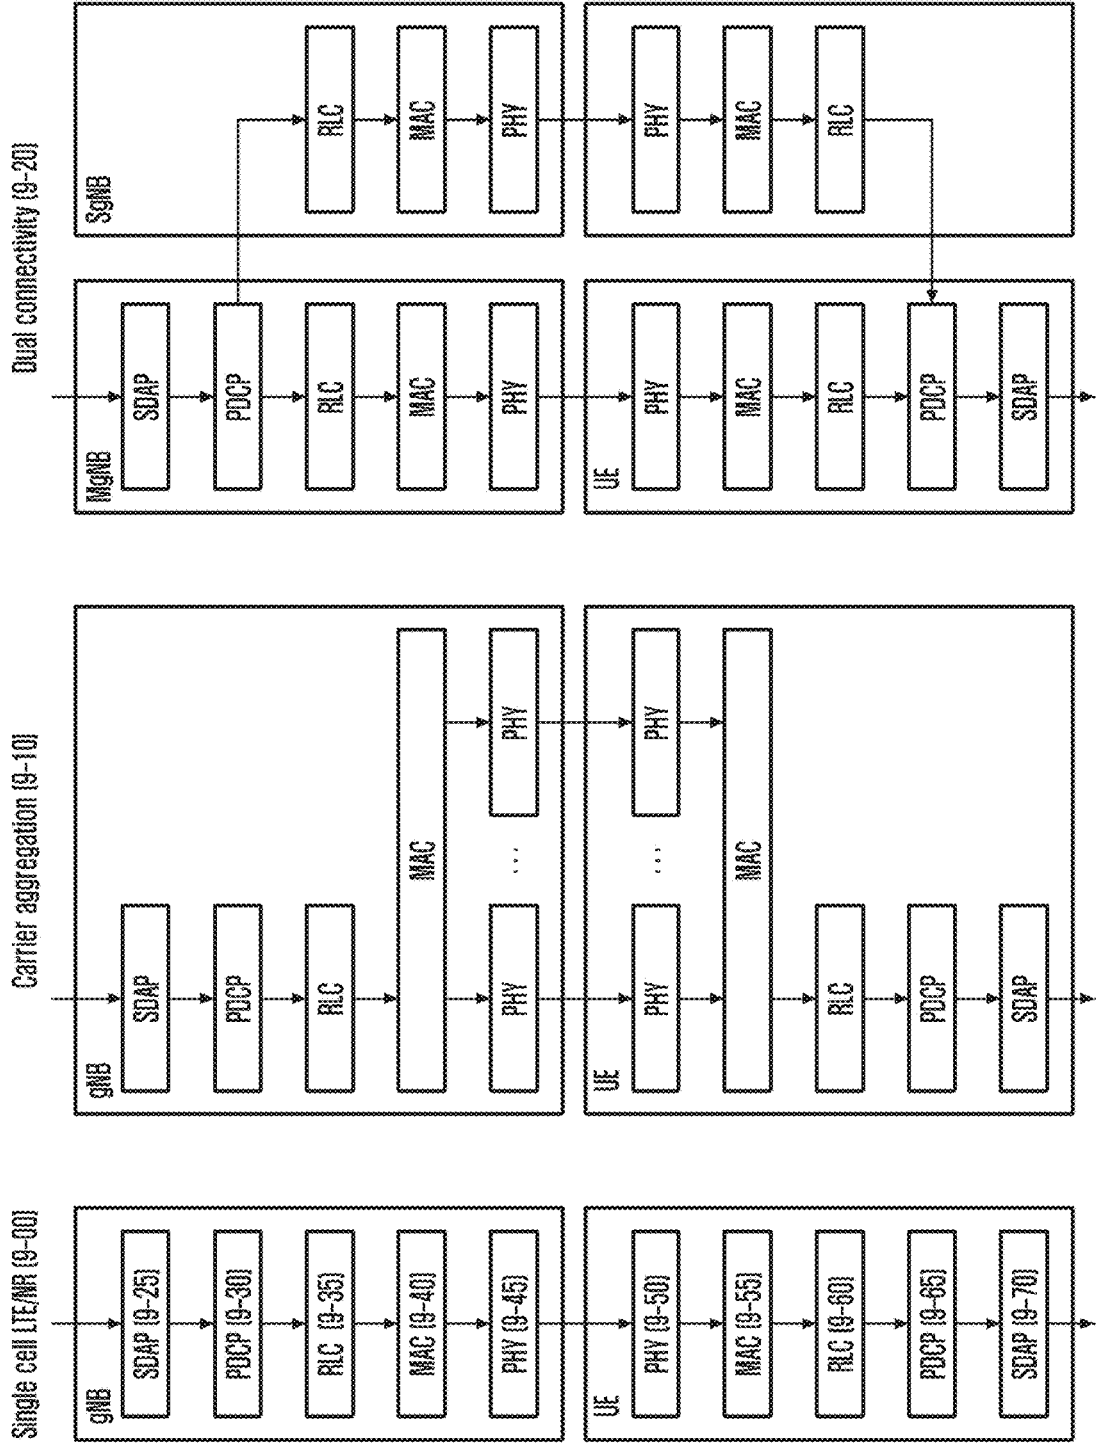 Single cell LTE/NR (9-00)
gNB
SDAP (9-25)
PDCP (9-30)
RLC (9-35)
MAC (9-40)
PHY (9-45)
UE
PHY (9-50)
MAC (9-55)
RLC (9-60)
PDCP (9-65)
SDAP (9-70)
Carrier aggregation (9-10)
gNB
SDAP
PDCP
RLC
MAC
PHY
...
PHY
UE
PHY
...
PHY
MAC
RLC
PDCP
SDAP
Dual connectivity (9-20)
MgNB
SDAP
PDCP
RLC
MAC
PHY
SgNB
RLC
MAC
PHY
UE
PHY
MAC
RLC
PDCP
SDAP
PHY
MAC
RLC